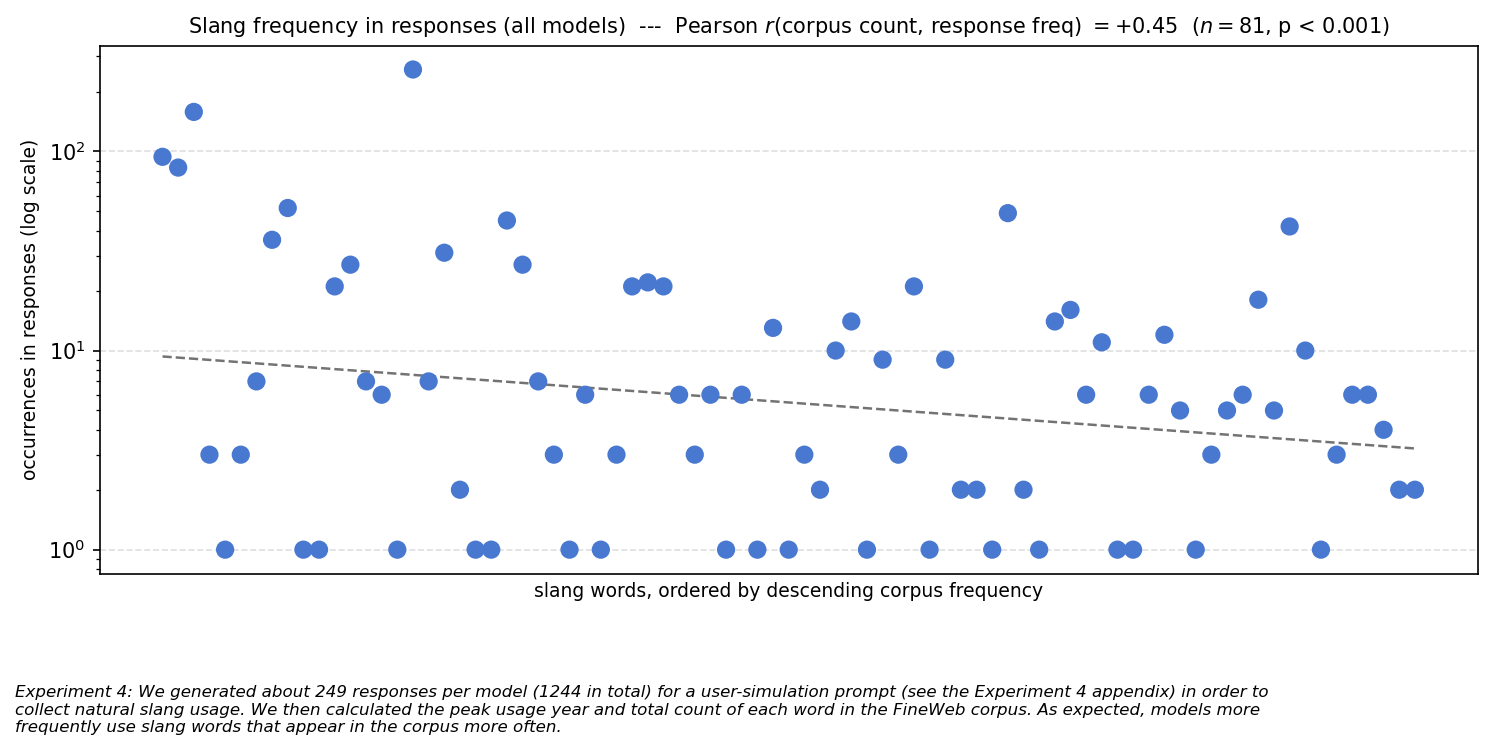 Slang frequency in responses (all models)  ---  Pearson r(corpus count, response freq)  = +0.45  (n = 81, p < 0.001)
occurrences in responses (log scale)
10²
10¹
10⁰
slang words, ordered by descending corpus frequency
Experiment 4: We generated about 249 responses per model (1244 in total) for a user-simulation prompt (see the Experiment 4 appendix) in order to
collect natural slang usage. We then calculated the peak usage year and total count of each word in the FineWeb corpus. As expected, models more
frequently use slang words that appear in the corpus more often.